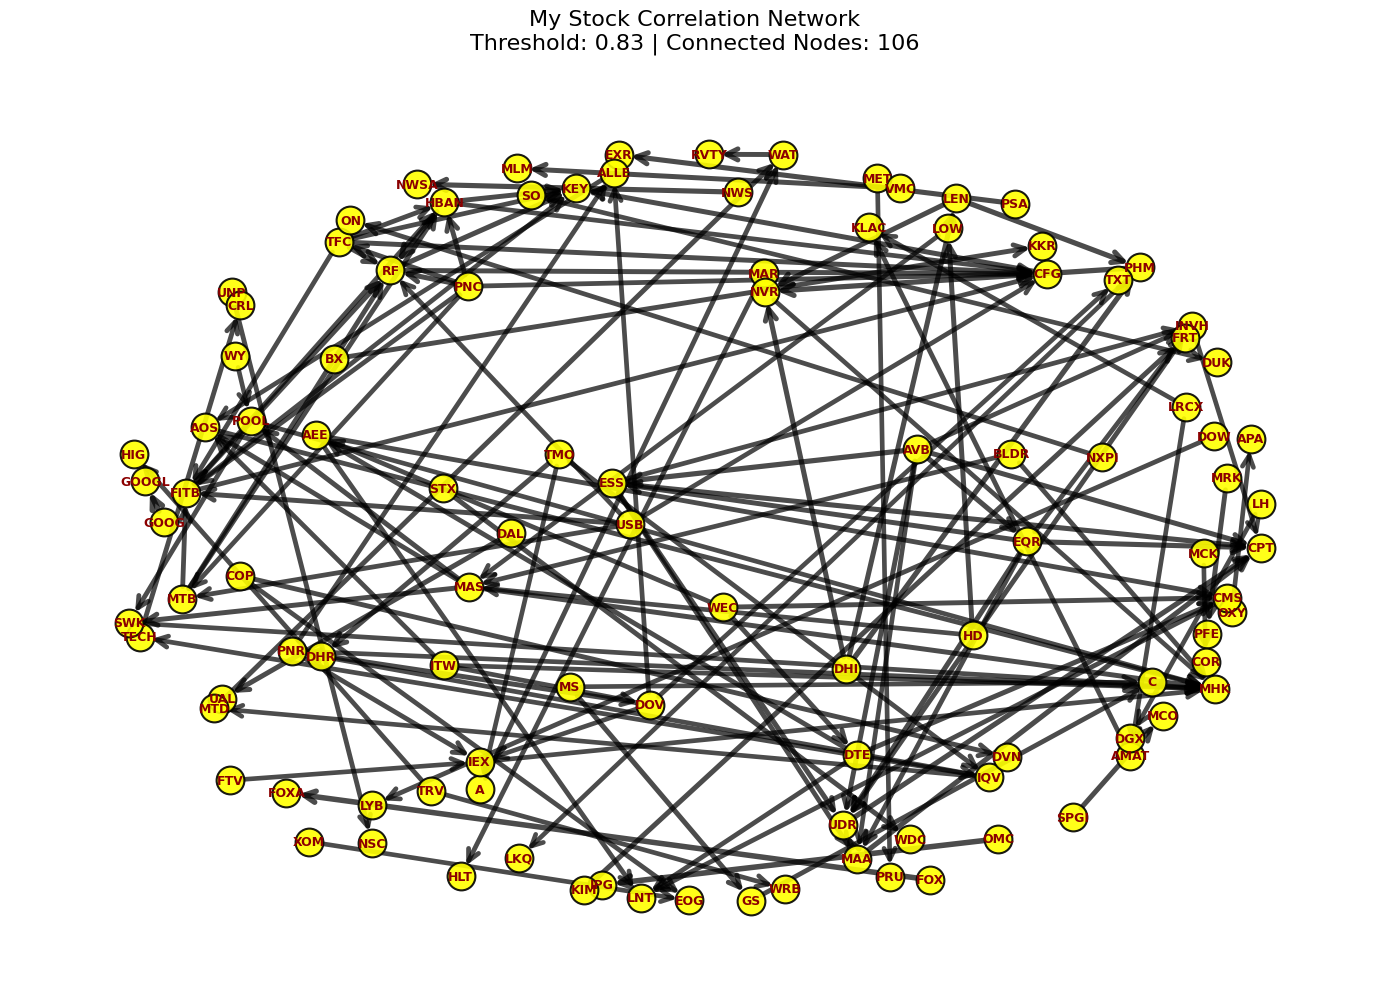 My Stock Correlation Network
Threshold: 0.83 | Connected Nodes: 106
EXR
RVTY
WAT
MLM
ALLE
MET
NWSA
SO
KEY
NWS
VMC
HBAN
LEN
PSA
ON
TFC
KLAC
LOW
KKR
RF
PNC
MAR
NVR
CFG
TXT
PHM
UNP
CRL
INVH
FRT
WY
BX
DUK
AOS
POOL
AEE
LRCX
DOW
APA
HIG
TMO
AVB
BLDR
NXPI
GOOGL
FITB
STX
ESS
MRK
LH
GOOG
USB
DAL
EQR
CPT
MCK
COP
MTB
MAS
WEC
CMS
OXY
SWK
TECH
HD
PFE
PNR
DHR
ITW
DHI
COR
UAL
MTD
MS
DOV
C
MHK
MCO
DGX
AMAT
IEX
DTE
DVN
IQV
FTV
FOXA
LYB
TRV
A
SPG
UDR
WDC
OMC
XOM
NSC
LKQ
MAA
HLT
KIM
IPG
LNT
EOG
GS
WRB
PRU
FOX